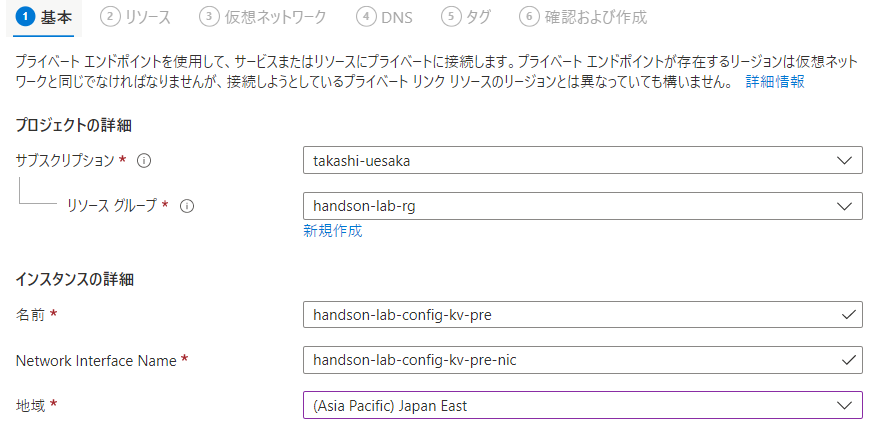 1 基本 2 リソース 3 仮想ネットワーク 4 DNS 5 タグ 6 確認および作成
プライベート エンドポイントを使用して、サービスまたはリソースにプライベートに接続します。プライベート エンドポイントが存在するリージョンは仮想ネット
ワークと同じでなければなりませんが、接続しようとしているプライベート リンク リソースのリージョンとは異なっていても構いません。 詳細情報
プロジェクトの詳細
サブスクリプション *
takashi-uesaka
リソース グループ *
handson-lab-rg
新規作成
インスタンスの詳細
名前 *
handson-lab-config-kv-pre
Network Interface Name *
handson-lab-config-kv-pre-nic
地域 *
(Asia Pacific) Japan East